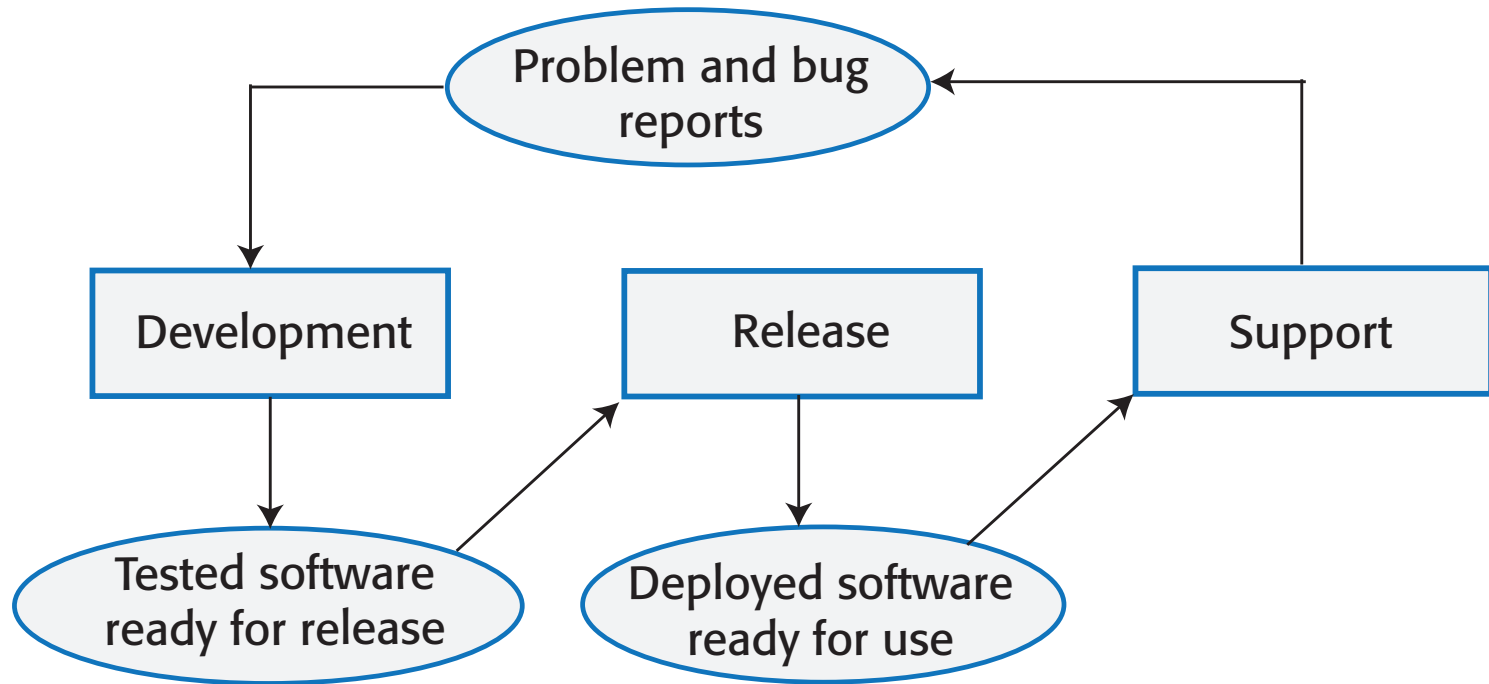 Problem and bug
reports
Development
Release
Support
Tested software
ready for release
Deployed software
ready for use